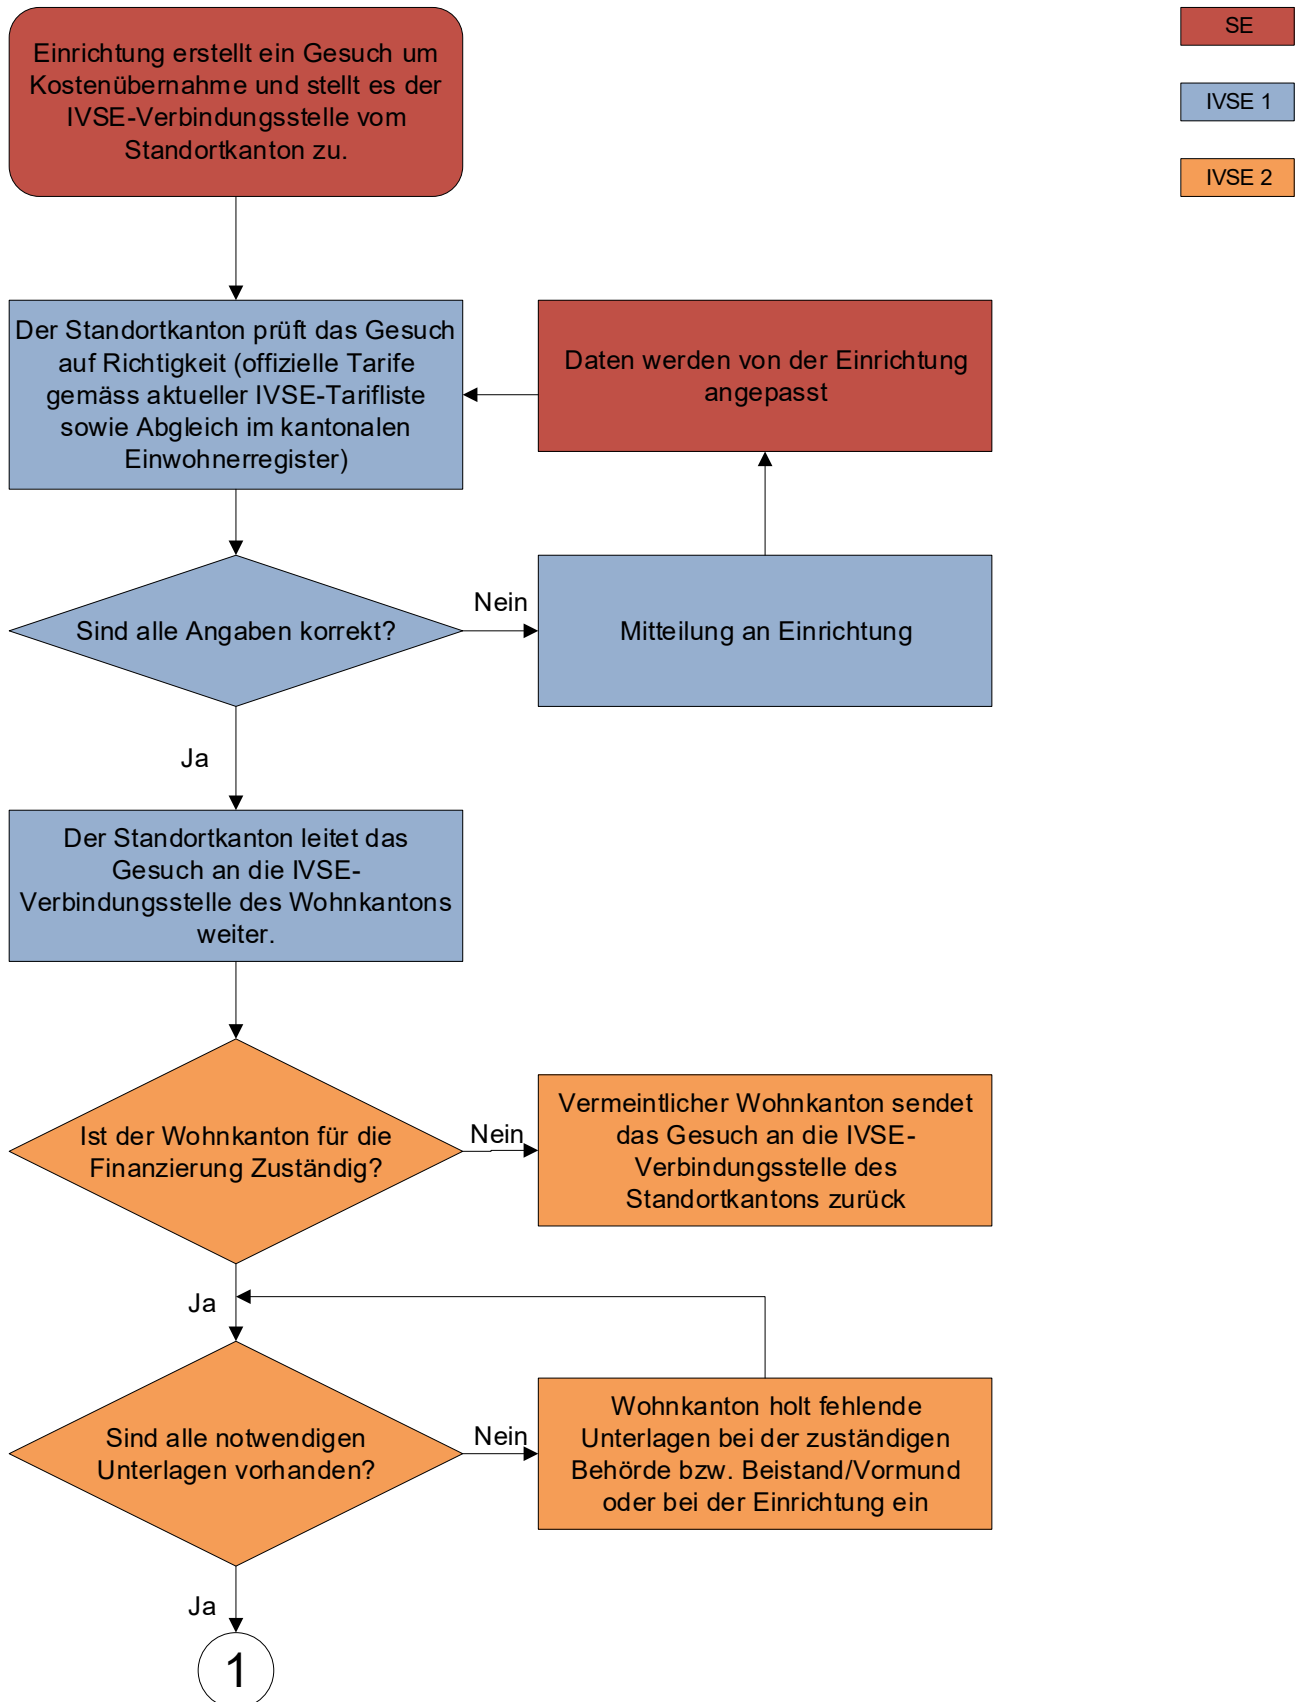 Einrichtung erstellt ein Gesuch um
Kostenübernahme und stellt es der
IVSE-Verbindungsstelle vom
Standortkanton zu.
SE
IVSE 1
IVSE 2
Der Standortkanton prüft das Gesuch
auf Richtigkeit (offizielle Tarife
gemäss aktueller IVSE-Tarifliste
sowie Abgleich im kantonalen
Einwohnerregister)
Daten werden von der Einrichtung
angepasst
Sind alle Angaben korrekt?
Nein
Mitteilung an Einrichtung
Ja
Der Standortkanton leitet das
Gesuch an die IVSE-
Verbindungsstelle des Wohnkantons
weiter.
Ist der Wohnkanton für die
Finanzierung Zuständig?
Nein
Vermeintlicher Wohnkanton sendet
das Gesuch an die IVSE-
Verbindungsstelle des
Standortkantons zurück
Ja
Sind alle notwendigen
Unterlagen vorhanden?
Nein
Wohnkanton holt fehlende
Unterlagen bei der zuständigen
Behörde bzw. Beistand/Vormund
oder bei der Einrichtung ein
Ja
1